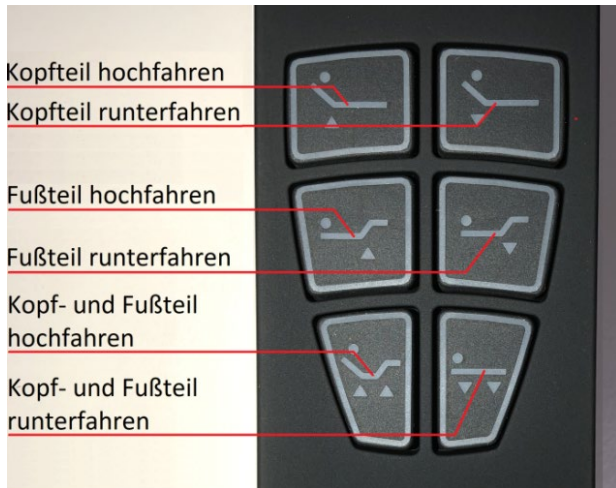 Kopfteil hochfahren
Kopfteil runterfahren
Fußteil hochfahren
Fußteil runterfahren
Kopf- und Fußteil
hochfahren
Kopf- und Fußteil
runterfahren